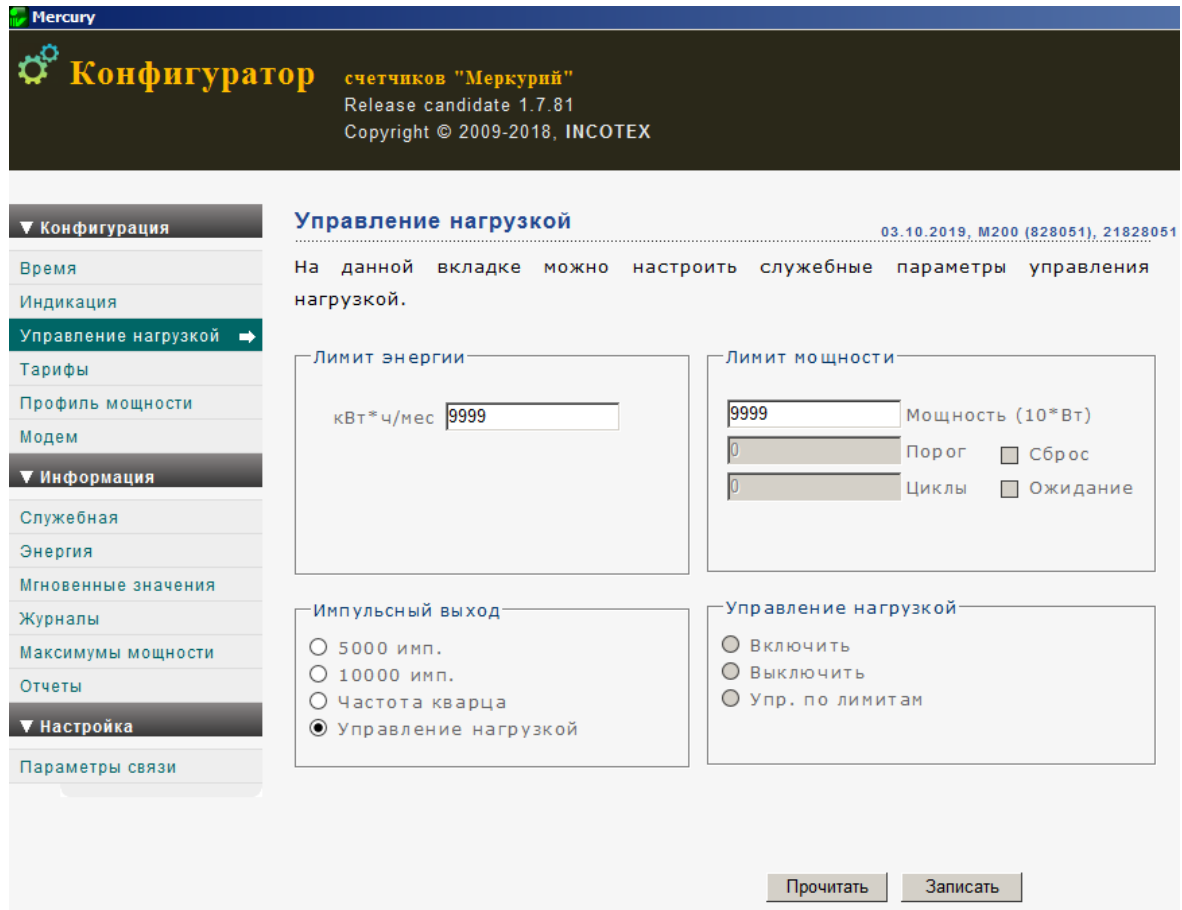 Mercury
Конфигуратор
счетчиков "Меркурий"
Release candidate 1.7.81
Copyright © 2009-2018, INCOTEX
▼ Конфигурация
Время
Индикация
Управление нагрузкой
Тарифы
Профиль мощности
Модем
▼ Информация
Служебная
Энергия
Мгновенные значения
Журналы
Максимумы мощности
Отчеты
▼ Настройка
Параметры связи
Управление нагрузкой
03.10.2019, M200 (828051), 21828051
На данной вкладке можно настроить служебные параметры управления
нагрузкой.
Лимит энергии
кВт*ч/мес 9999
Лимит мощности
9999 Мощность (10*Вт)
0 Порог Сброс
0 Циклы Ожидание
Импульсный выход
5000 имп.
10000 имп.
Частота кварца
Управление нагрузкой
Управление нагрузкой
Включить
Выключить
Упр. по лимитам
Прочитать Записать